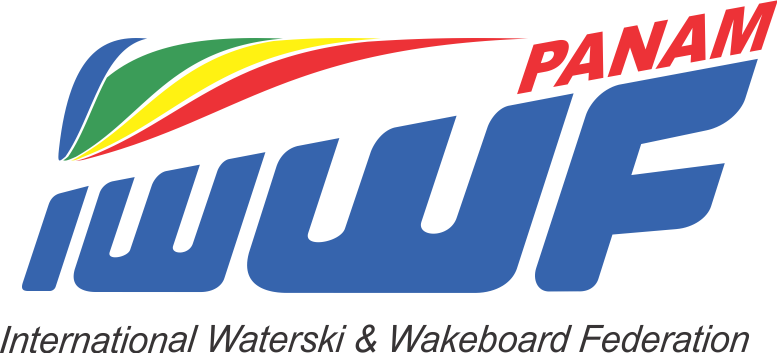 PANAM
IWWF
International Waterski & Wakeboard Federation